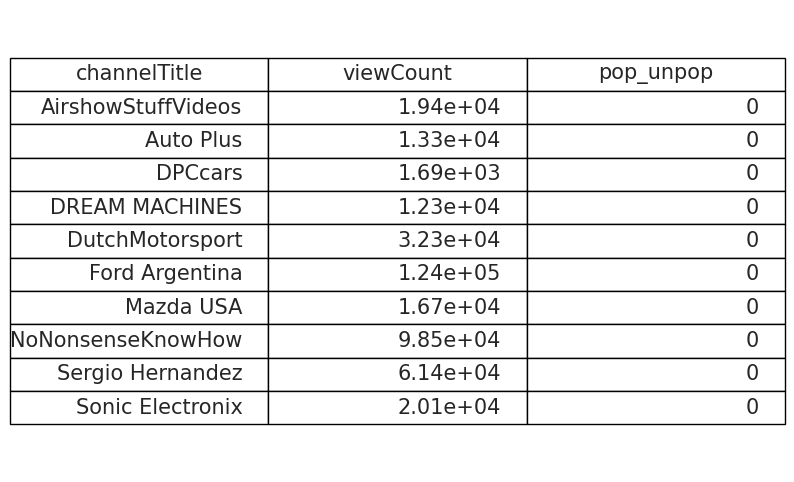 channelTitle viewCount pop_unpop
AirshowStuffVideos 1.94e+04 0
Auto Plus 1.33e+04 0
DPCcars 1.69e+03 0
DREAM MACHINES 1.23e+04 0
DutchMotorsport 3.23e+04 0
Ford Argentina 1.24e+05 0
Mazda USA 1.67e+04 0
NoNonsenseKnowHow 9.85e+04 0
Sergio Hernandez 6.14e+04 0
Sonic Electronix 2.01e+04 0